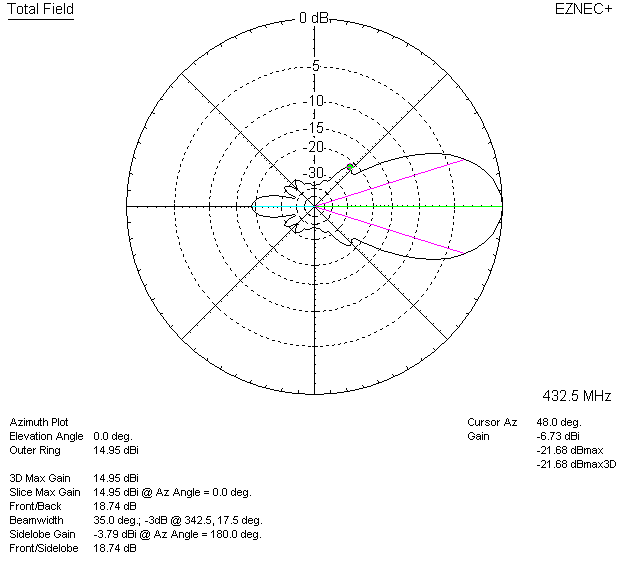 Total Field
EZNEC+
0 dB
-5
-10
-15
-20
-30
432.5 MHz
Azimuth Plot
Elevation Angle 0.0 deg.
Outer Ring 14.95 dBi
3D Max Gain 14.95 dBi
Slice Max Gain 14.95 dBi @ Az Angle = 0.0 deg.
Front/Back 18.74 dB
Beamwidth 35.0 deg.; -3dB @ 342.5, 17.5 deg.
Sidelobe Gain -3.79 dBi @ Az Angle = 180.0 deg.
Front/Sidelobe 18.74 dB
Cursor Az 48.0 deg.
Gain -6.73 dBi
-21.68 dBmax
-21.68 dBmax3D